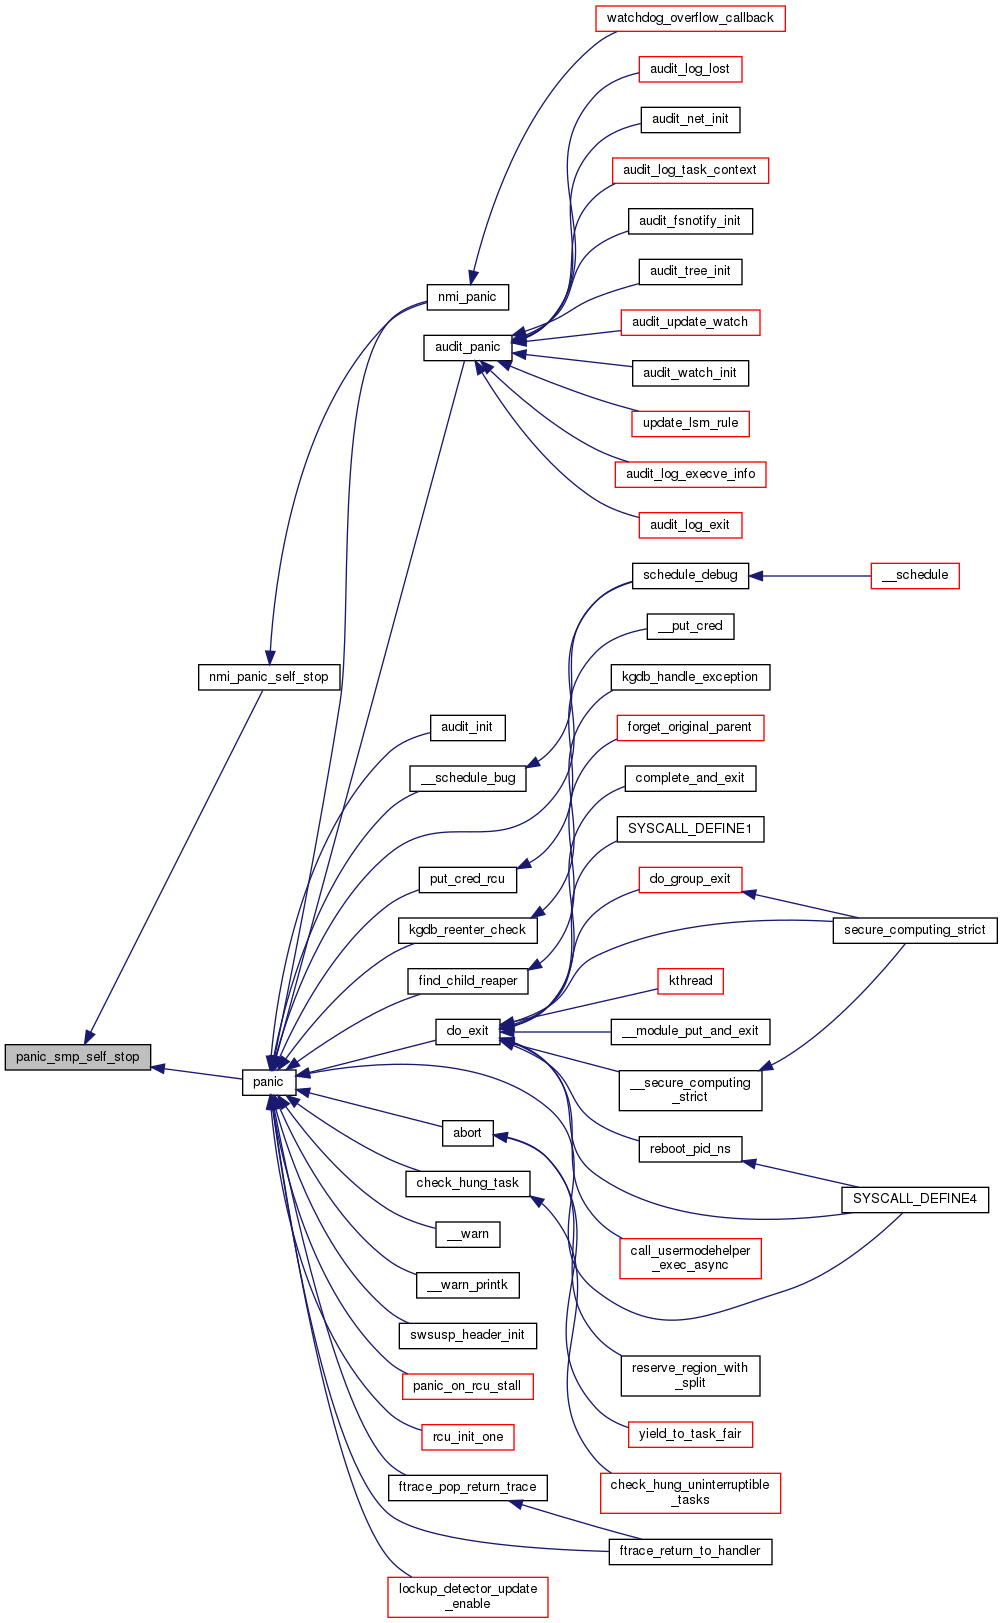 watchdog_overflow_callback
audit_log_lost
audit_net_init
audit_log_task_context
audit_fsnotify_init
audit_tree_init
nmi_panic
audit_update_watch
audit_panic
audit_watch_init
update_lsm_rule
audit_log_execve_info
audit_log_exit
schedule_debug
__schedule
__put_cred
nmi_panic_self_stop
kgdb_handle_exception
audit_init
forget_original_parent
__schedule_bug
complete_and_exit
SYSCALL_DEFINE1
put_cred_rcu
do_group_exit
kgdb_reenter_check
secure_computing_strict
find_child_reaper
kthread
do_exit
__module_put_and_exit
panic_smp_self_stop
panic
__secure_computing
_strict
abort
reboot_pid_ns
check_hung_task
SYSCALL_DEFINE4
__warn
call_usermodehelper
_exec_async
__warn_printk
swsusp_header_init
reserve_region_with
_split
panic_on_rcu_stall
rcu_init_one
yield_to_task_fair
ftrace_pop_return_trace
check_hung_uninterruptible
_tasks
ftrace_return_to_handler
lockup_detector_update
_enable